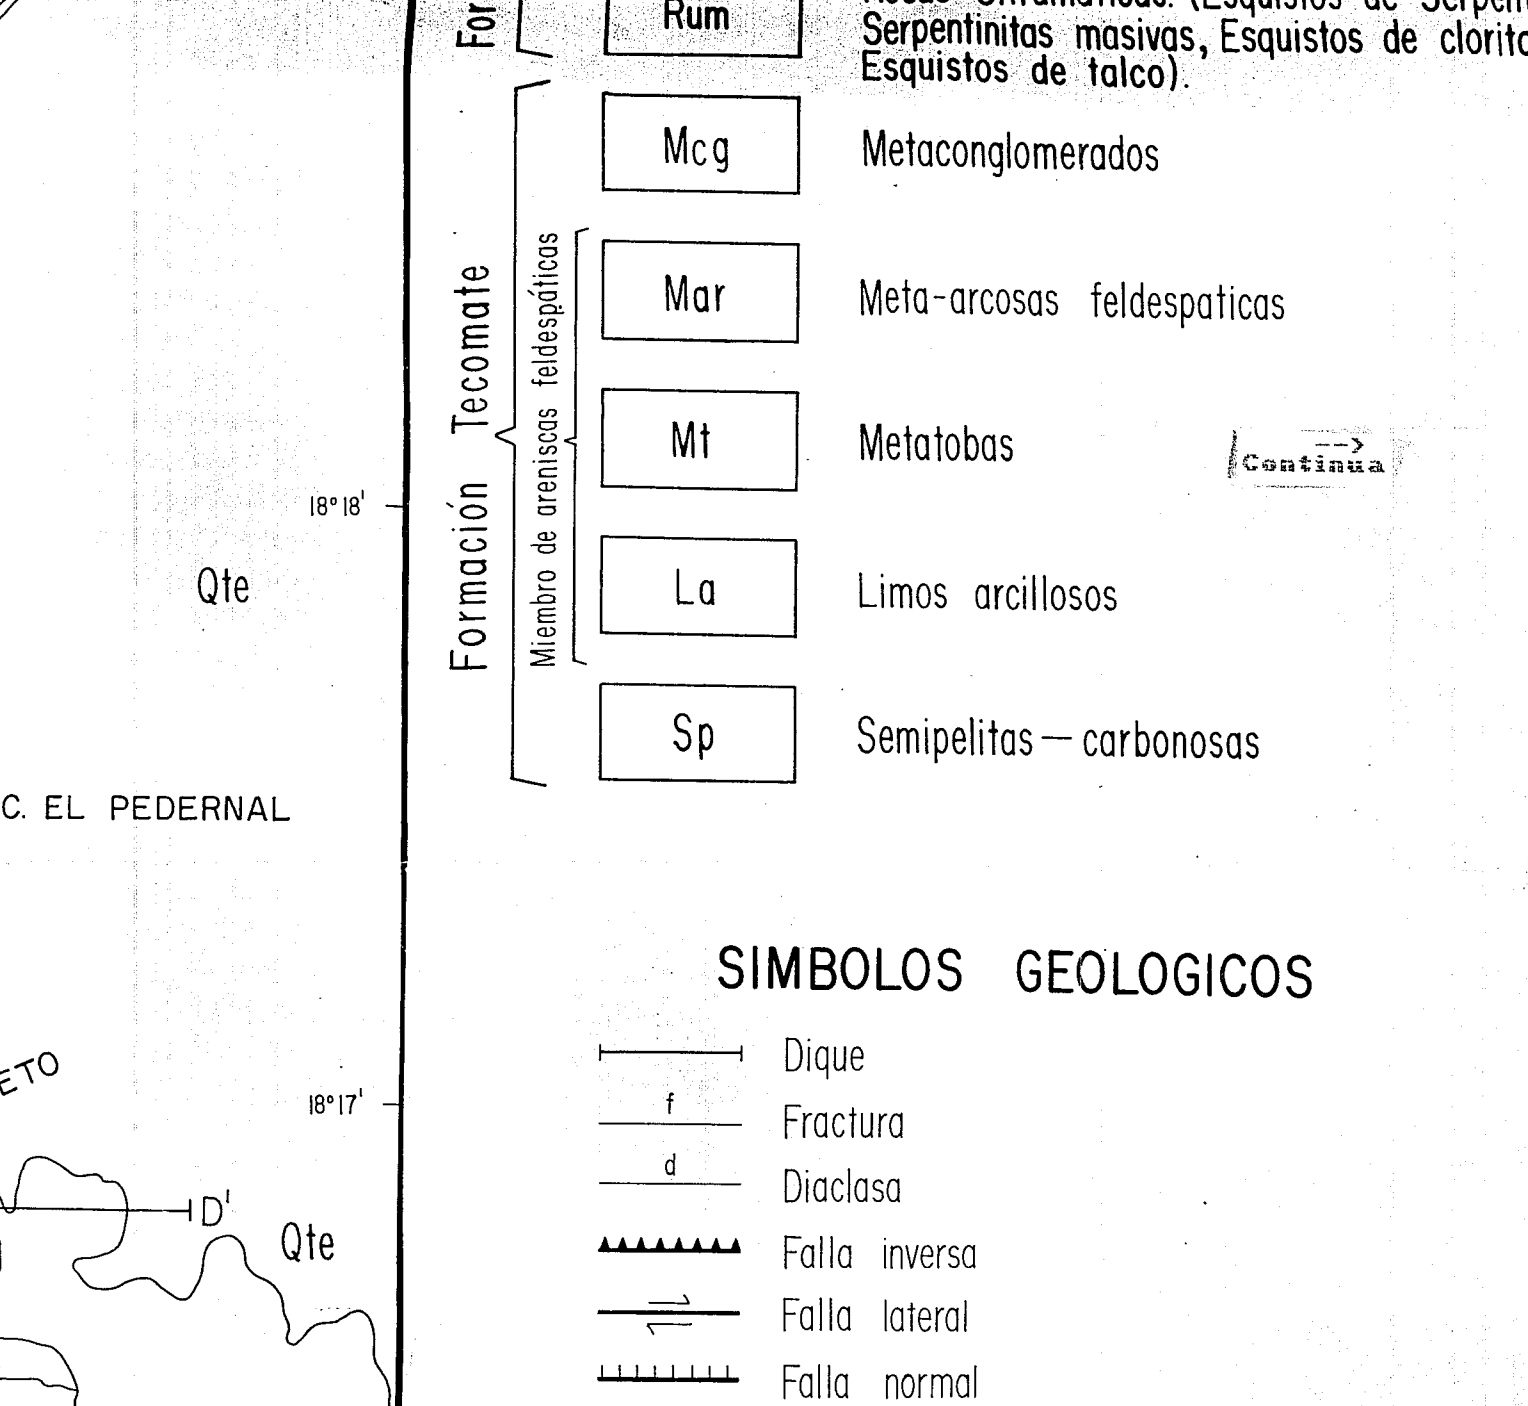 For
Rum
Serpentinitas masivas, Esquistos de
Esquistos de talco).
Formación Tecomate
Miembro de areniscas feldespáticas
Mcg Metaconglomerados
Mar Meta-arcosas feldespaticas
Mt Metatobas
-->
Continua
La Limos arcillosos
Sp Semipelitas — carbonosas
18°18'
Qte
C. EL PEDERNAL
ETO
18°17'
D'
Qte
SIMBOLOS GEOLOGICOS
Dique
f Fractura
d Diaclasa
Falla inversa
Falla lateral
Falla normal